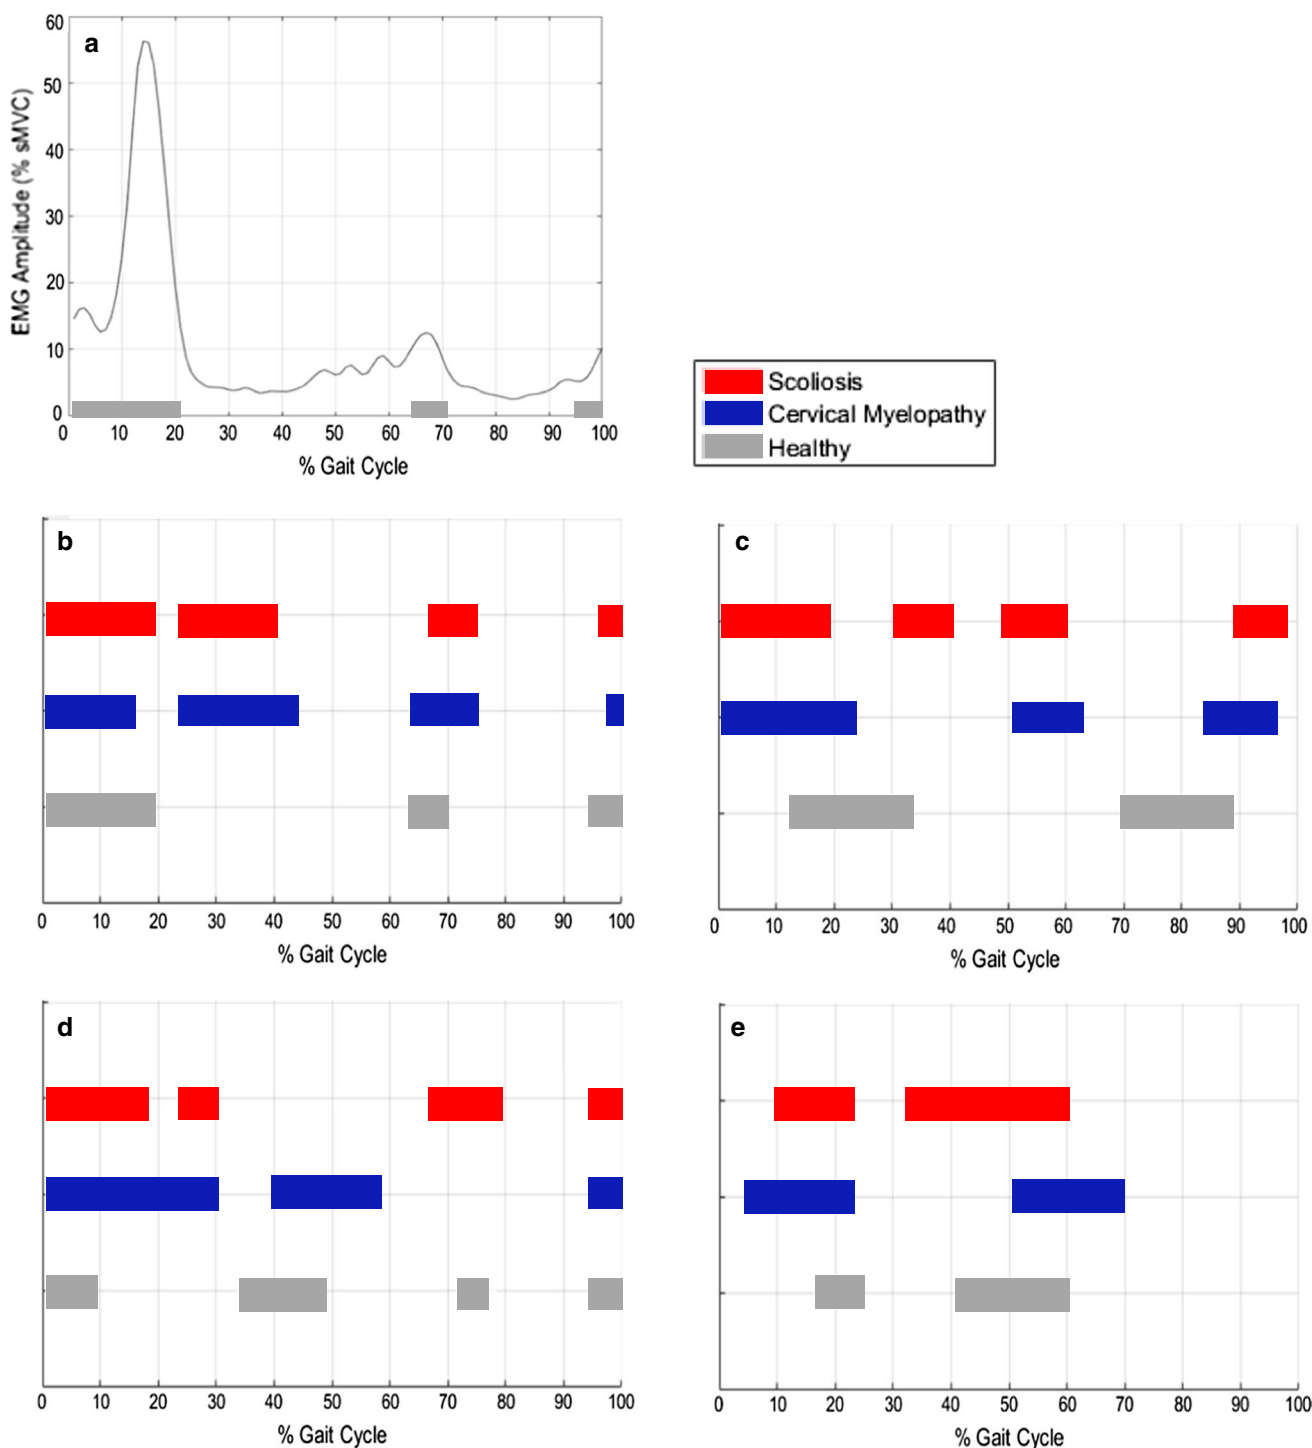 a
EMG Amplitude (% sMVC)
60
50
40
30
20
10
0
0 10 20 30 40 50 60 70 80 90 100
% Gait Cycle
Scoliosis
Cervical Myelopathy
Healthy
b
0 10 20 30 40 50 60 70 80 90 100
% Gait Cycle
c
0 10 20 30 40 50 60 70 80 90 100
% Gait Cycle
d
0 10 20 30 40 50 60 70 80 90 100
% Gait Cycle
e
0 10 20 30 40 50 60 70 80 90 100
% Gait Cycle